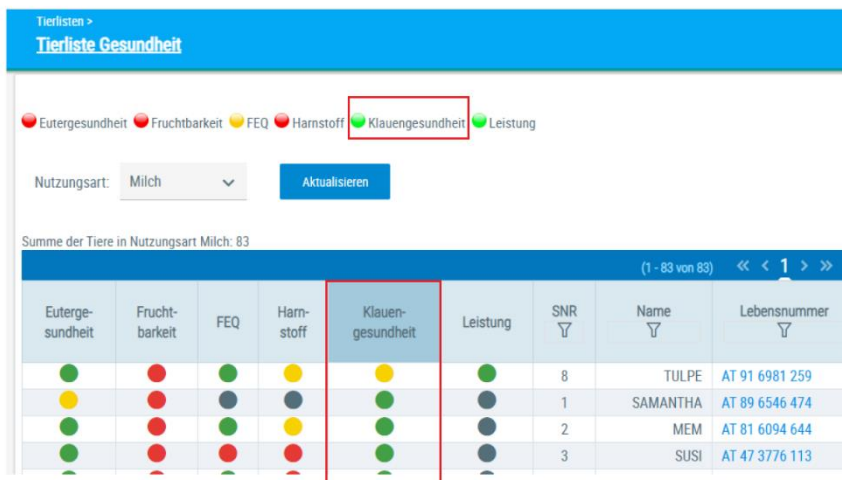 Tierlisten >
Tierliste Gesundheit
Eutergesundheit Fruchtbarkeit FEQ Harnstoff Klauengesundheit Leistung
Nutzungsart: Milch Aktualisieren
Summe der Tiere in Nutzungsart Milch: 83
(1 - 83 von 83) « < 1 > »
Euterge-
sundheit
Frucht-
barkeit
FEQ
Harn-
stoff
Klauen-
gesundheit
Leistung
SNR
Name
Lebensnummer
8 TULPE AT 91 6981 259
1 SAMANTHA AT 89 6546 474
2 MEM AT 81 6094 644
3 SUSI AT 47 3776 113